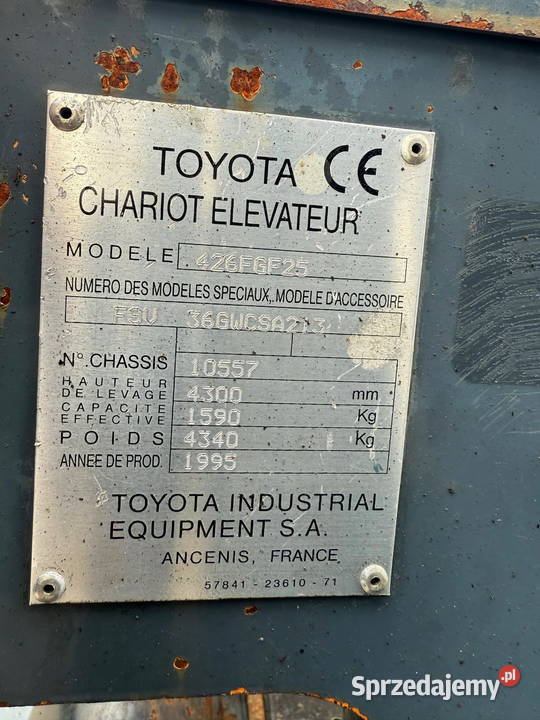 TOYOTA CE
CHARIOT ELEVATEUR
MODELE 426FGF25
NUMERO DES MODELES SPECIAUX, MODELE D'ACCESSOIRE
FSV 36GWCSA213
N°. CHASSIS 10557
HAUTEUR DE LEVAGE 4300 mm
CAPACITE EFFECTIVE 1590 Kg
POIDS 4340 Kg
ANNEE DE PROD. 1995
TOYOTA INDUSTRIAL
EQUIPMENT S.A.
ANCENIS, FRANCE
57841 - 23610 - 71
Sprzedajemy.pl